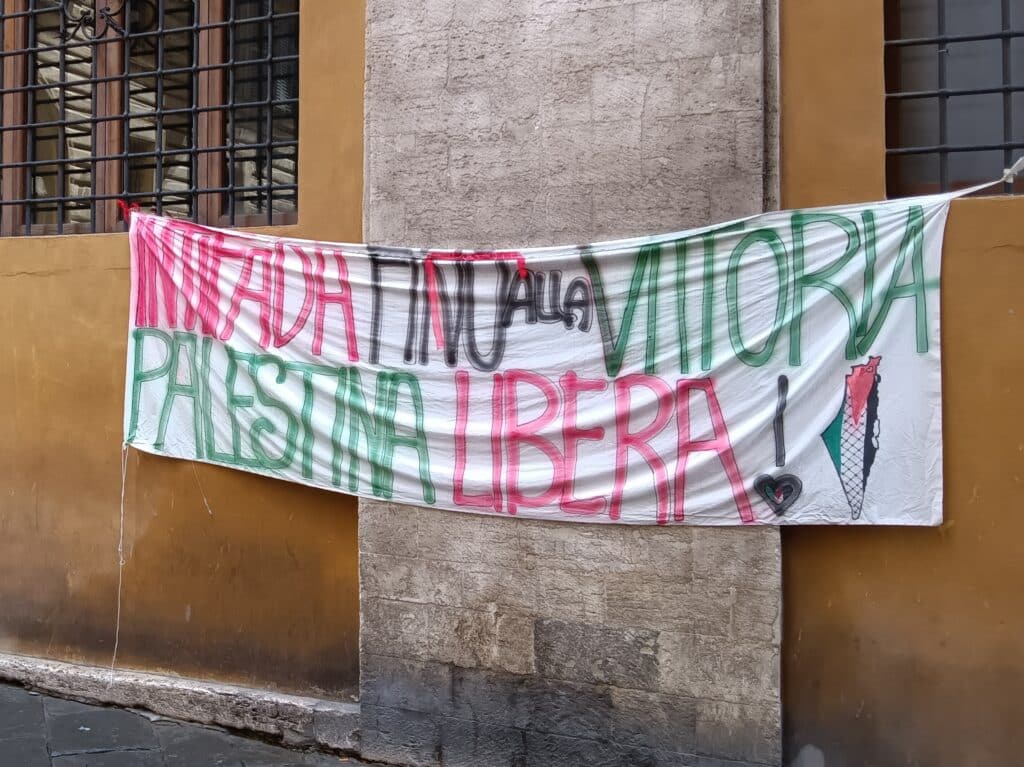 INTIFADA FINO ALLA VITTORIA
PALESTINA LIBERA!